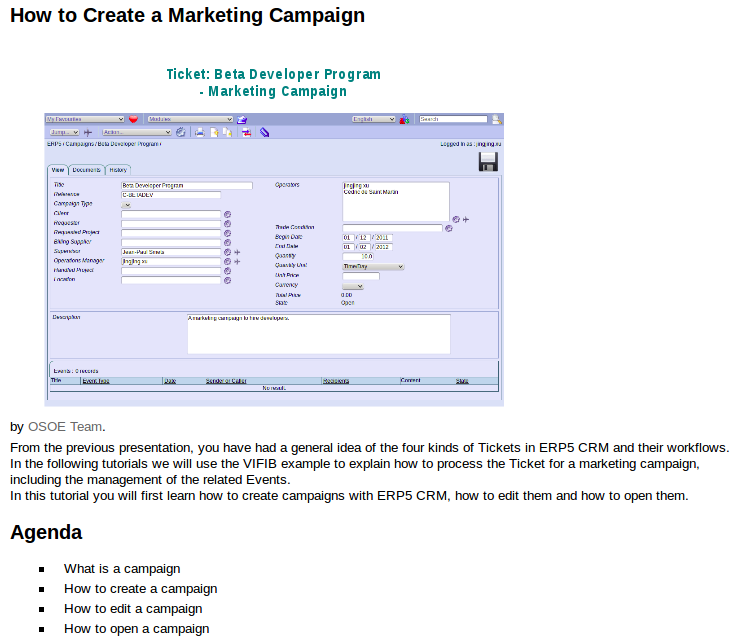 How to Create a Marketing Campaign
Ticket: Beta Developer Program
- Marketing Campaign
My Favourites Modules English Search
Jump... Action...
ERP5 / Campaigns / Beta Developer Program / Logged In as : jingjing.xu
View Documents History
Title Beta Developer Program Operators jingjing xu
Cedric de Saint Martin
Reference C-BETADEV
Campaign Type
Client
Requester Trade Condition
Requested Project Begin Date 01 / 12 / 2011
Billing Supplier End Date 01 / 02 / 2012
Supervisor Jean-Paul Smets Quantity 10.0
Operations Manager jingjing xu Quantity Unit Time/Day
Handled Project Unit Price
Location Currency
Total Price 0.00
State Open
Description A marketing campaign to hire developers.
Events : 0 records
Title Event Type Date Sender or Caller Recipients Content State
No result.
by OSOE Team.
From the previous presentation, you have had a general idea of the four kinds of Tickets in ERP5 CRM and their workflows.
In the following tutorials we will use the VIFIB example to explain how to process the Ticket for a marketing campaign,
including the management of the related Events.
In this tutorial you will first learn how to create campaigns with ERP5 CRM, how to edit them and how to open them.
Agenda
What is a campaign
How to create a campaign
How to edit a campaign
How to open a campaign